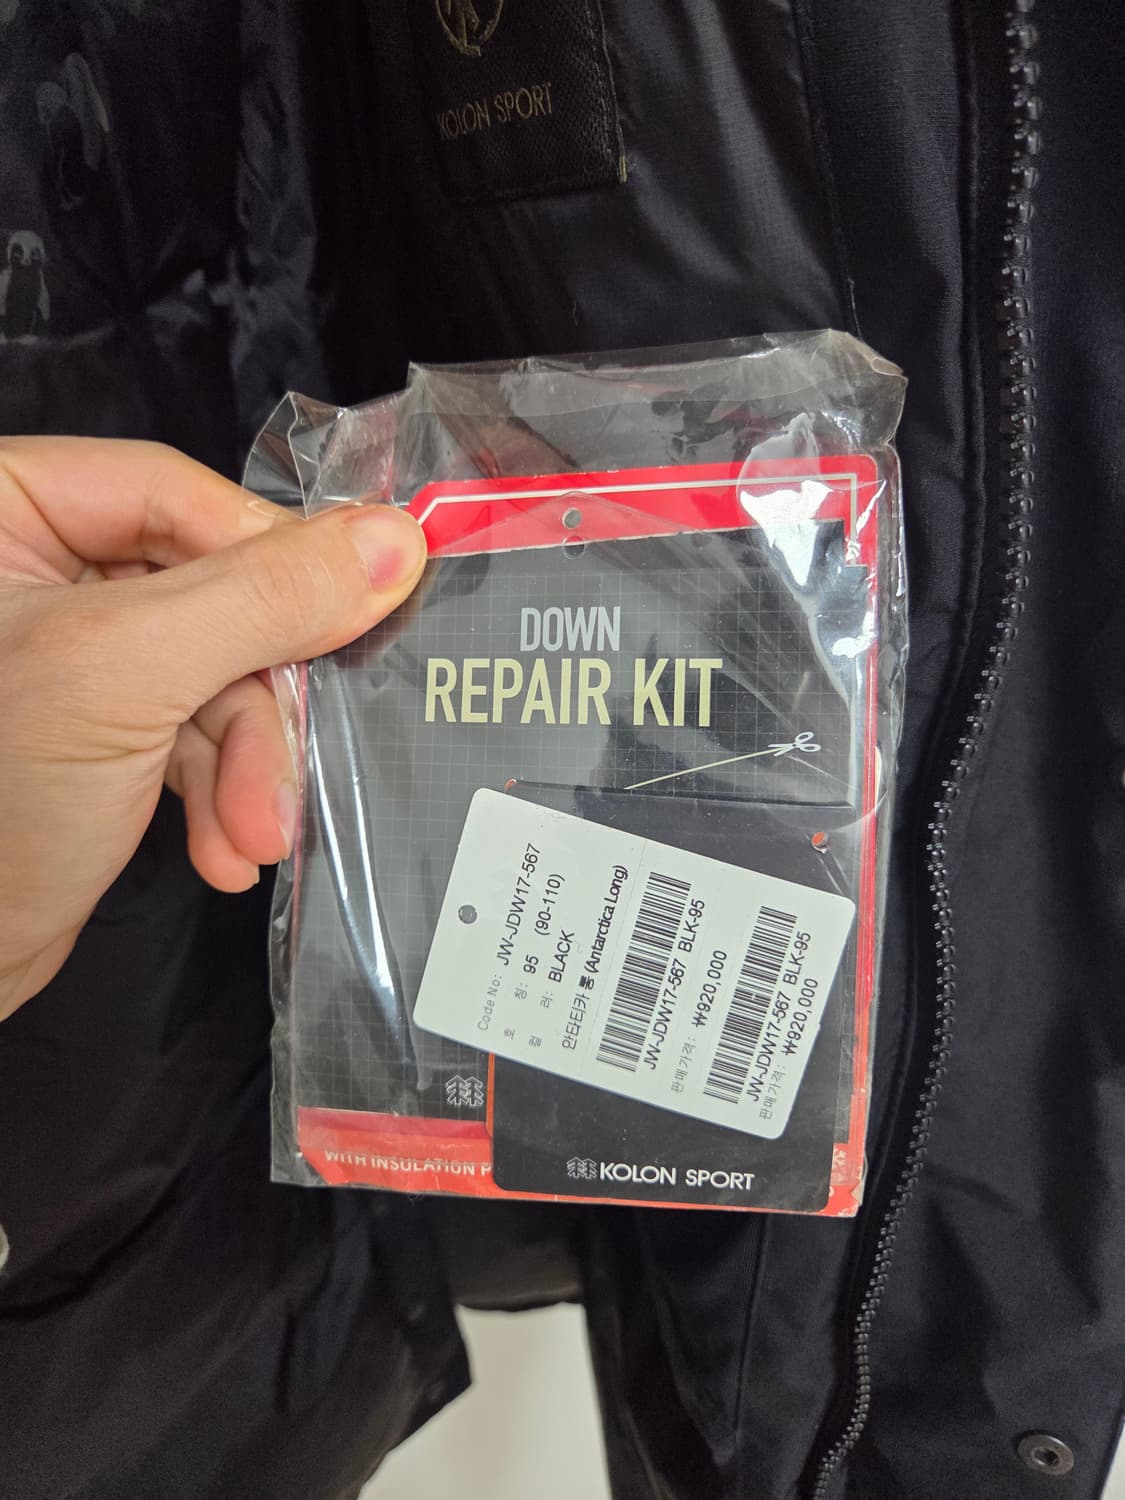 KOLON SPORT
DOWN
REPAIR KIT
Code No: JW-JDW17-567
호 칭: 95 (90-110)
컬 러: BLACK
안타티카 롱 (Antarctica Long)
JW-JDW17-567 BLK-95
판매가격: ₩920,000
JW-JDW17-567 BLK-95
판매가격: ₩920,000
WITH INSULATION P
KOLON SPORT